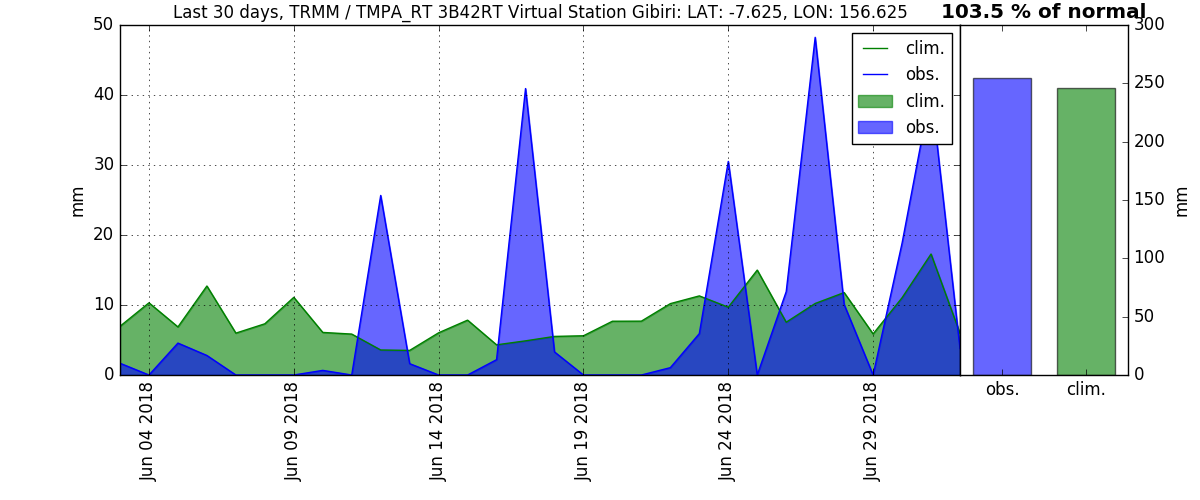 Last 30 days, TRMM / TMPA_RT 3B42RT Virtual Station Gibiri: LAT: -7.625, LON: 156.625
103.5 % of normal
50
40
30
20
10
0
mm
clim.
obs.
clim.
obs.
300
250
200
150
100
50
0
mm
obs.
clim.
Jun 04 2018
Jun 09 2018
Jun 14 2018
Jun 19 2018
Jun 24 2018
Jun 29 2018